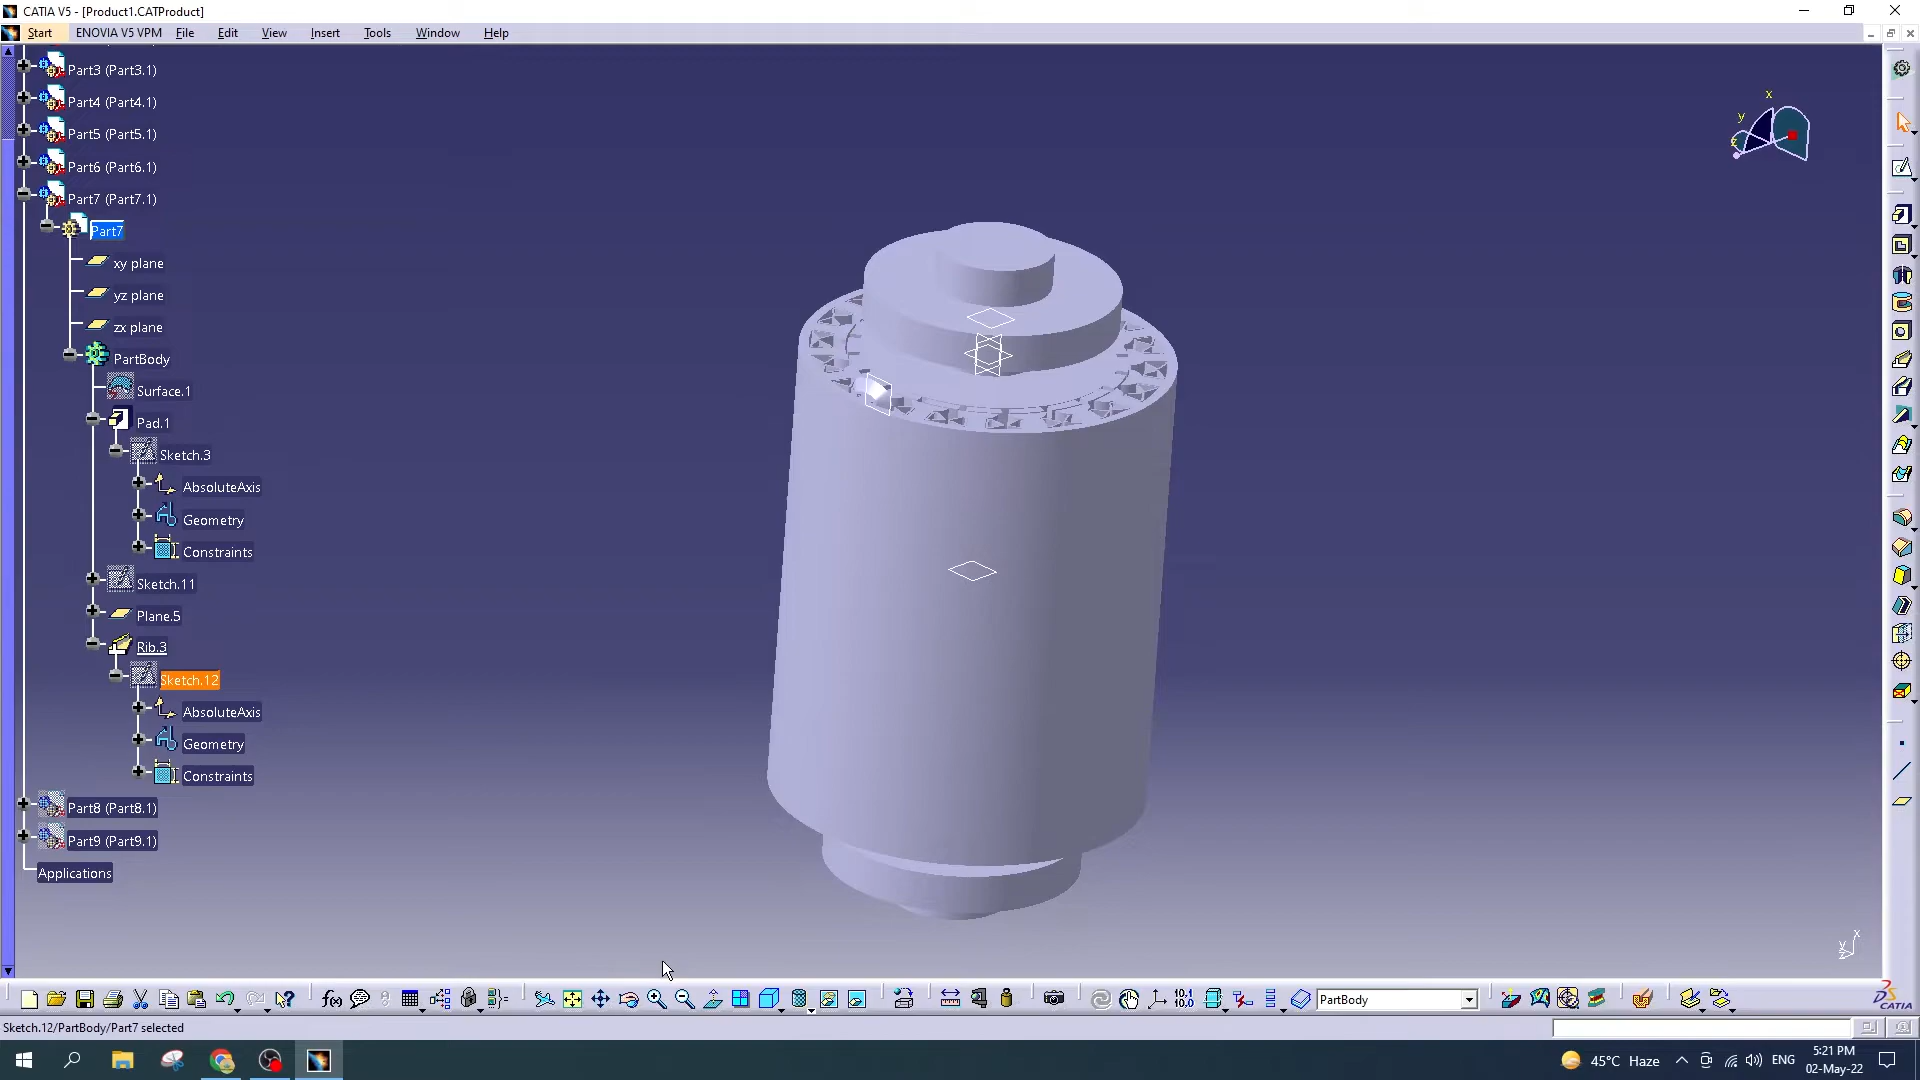 CATIA V5 - [Product1.CATProduct]
Start ENOVIA V5 VPM File Edit View Insert Tools Window Help
Part3 (Part3.1)
Part4 (Part4.1)
Part5 (Part5.1)
Part6 (Part6.1)
Part7 (Part7.1)
Part7
xy plane
yz plane
zx plane
PartBody
Surface.1
Pad.1
Sketch.3
AbsoluteAxis
Geometry
Constraints
Sketch.11
Plane.5
Rib.3
Sketch.12
AbsoluteAxis
Geometry
Constraints
Part8 (Part8.1)
Part9 (Part9.1)
Applications
x
y
z
x
y
f(x)
10.1
PartBody
CATIA
Sketch.12/PartBody/Part7 selected
45°C Haze
ENG
5:21 PM
02-May-22